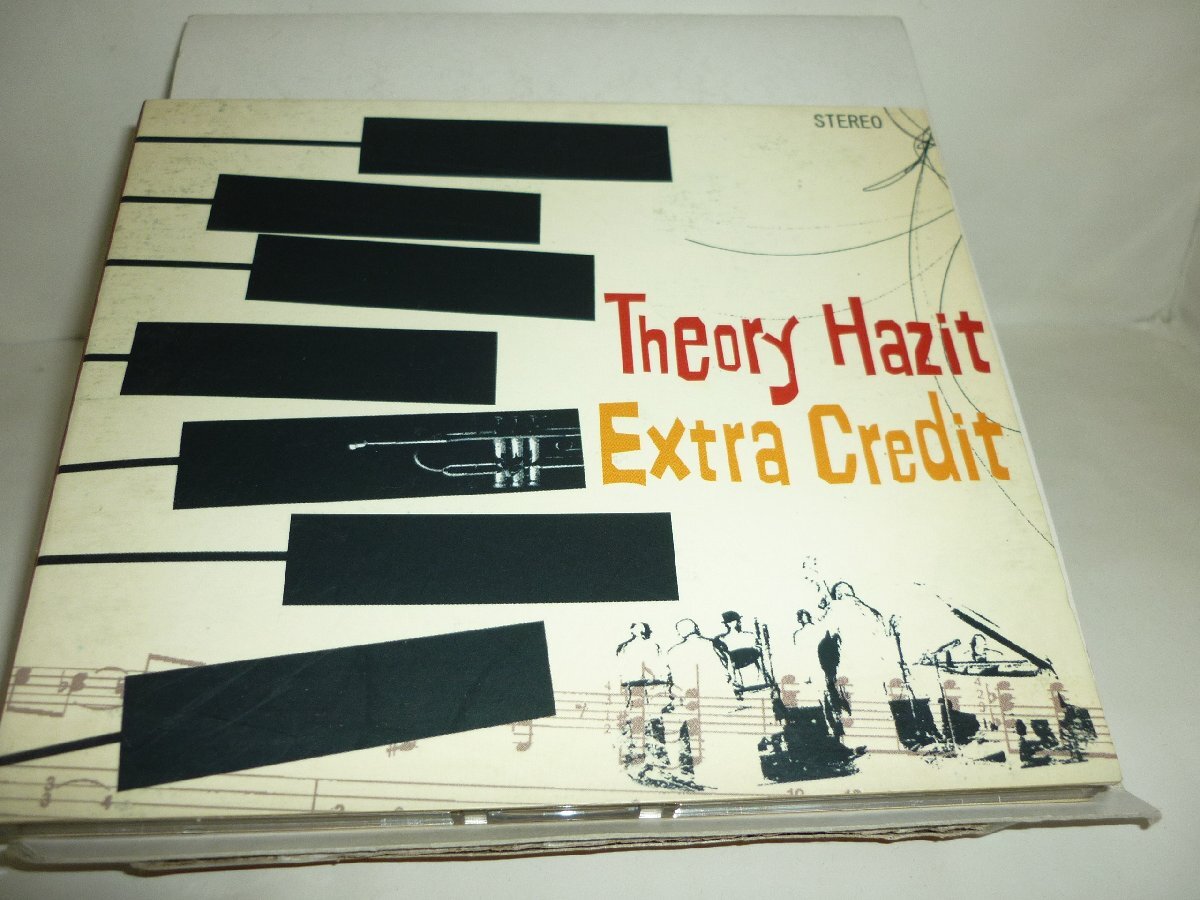 STEREO
Theory Hazit
Extra Credit